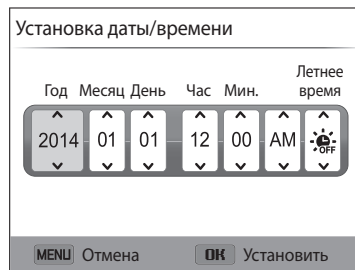 Установка даты/времени
Летнее
Год Месяц День Час Мин. время
2014 01 01 12 00 AM OFF
MENU Отмена OK Установить